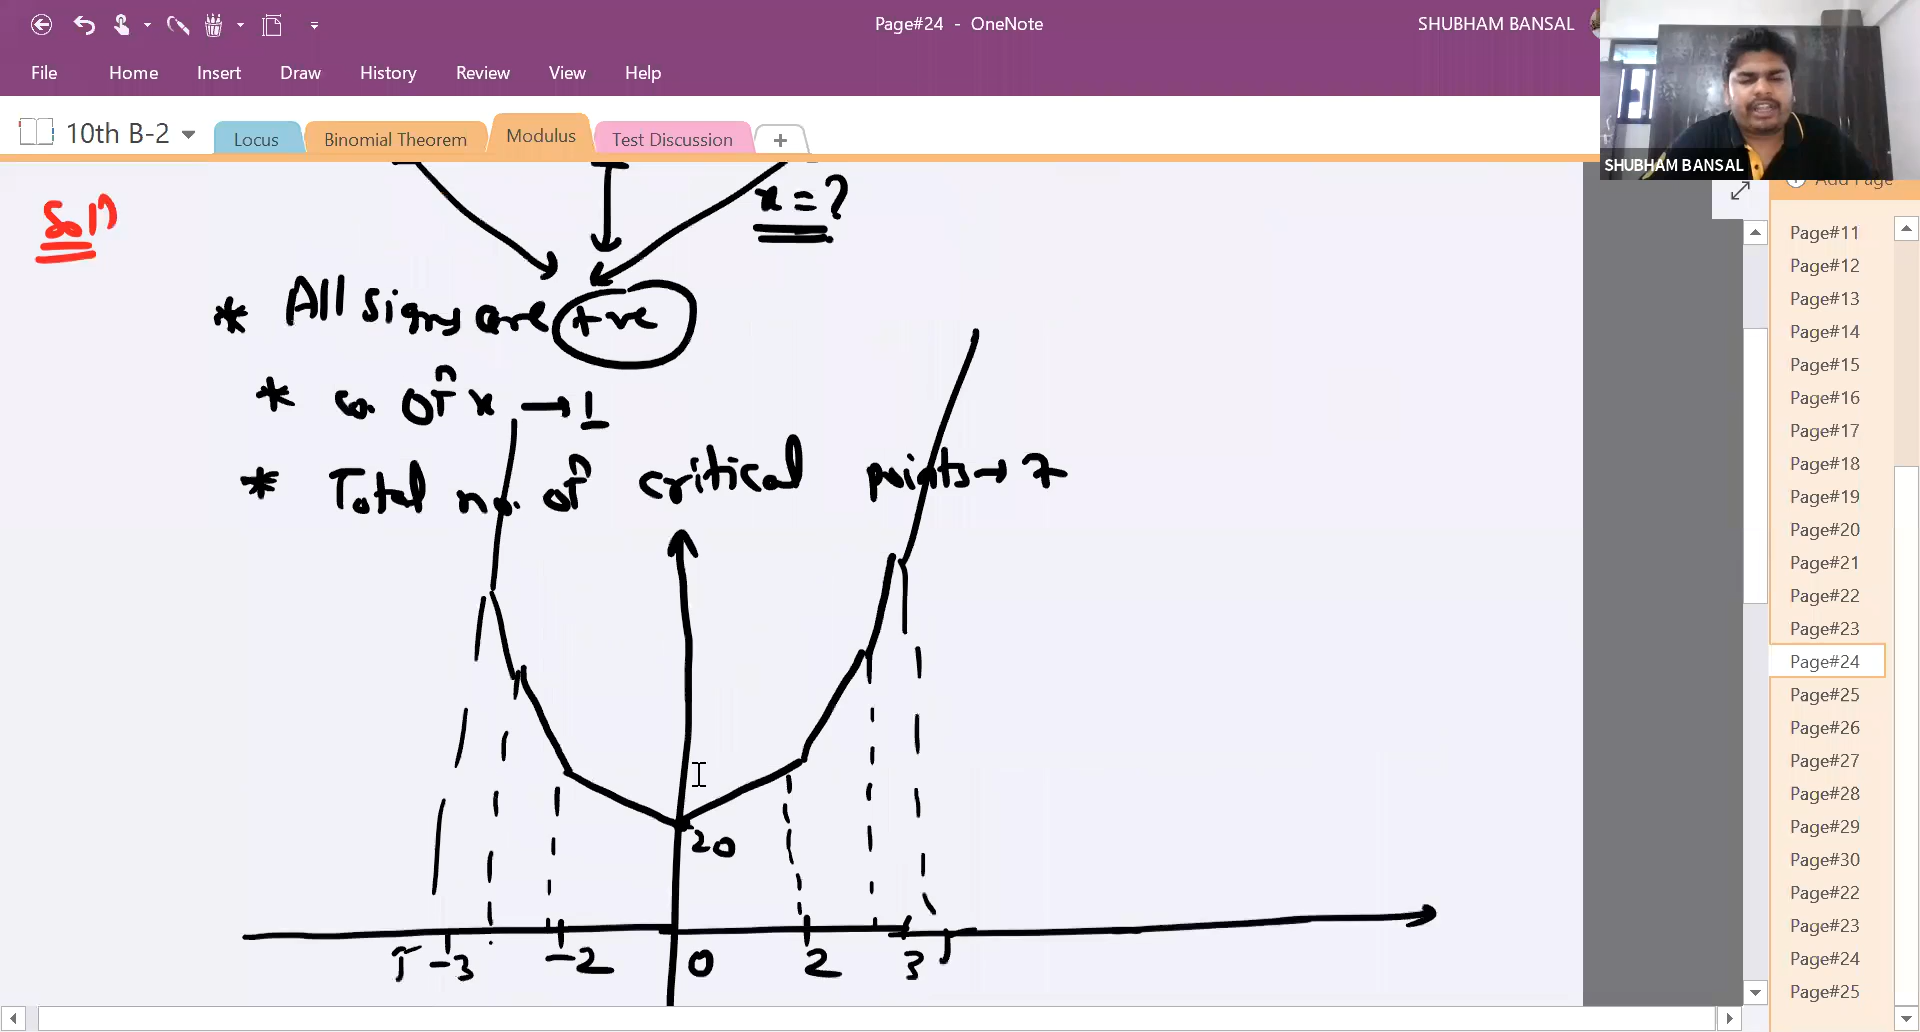 Page#24 - OneNote
SHUBHAM BANSAL
File Home Insert Draw History Review View Help
10th B-2
Locus
Binomial Theorem
Modulus
Test Discussion
+
SHUBHAM BANSAL
Add Page
Soln
x = ?
* All signs are +ve
* co. of x → 1
* Total no. of critical points → 7
20
-3 -2 0 2 3
Page#11
Page#12
Page#13
Page#14
Page#15
Page#16
Page#17
Page#18
Page#19
Page#20
Page#21
Page#22
Page#23
Page#24
Page#25
Page#26
Page#27
Page#28
Page#29
Page#30
Page#22
Page#23
Page#24
Page#25